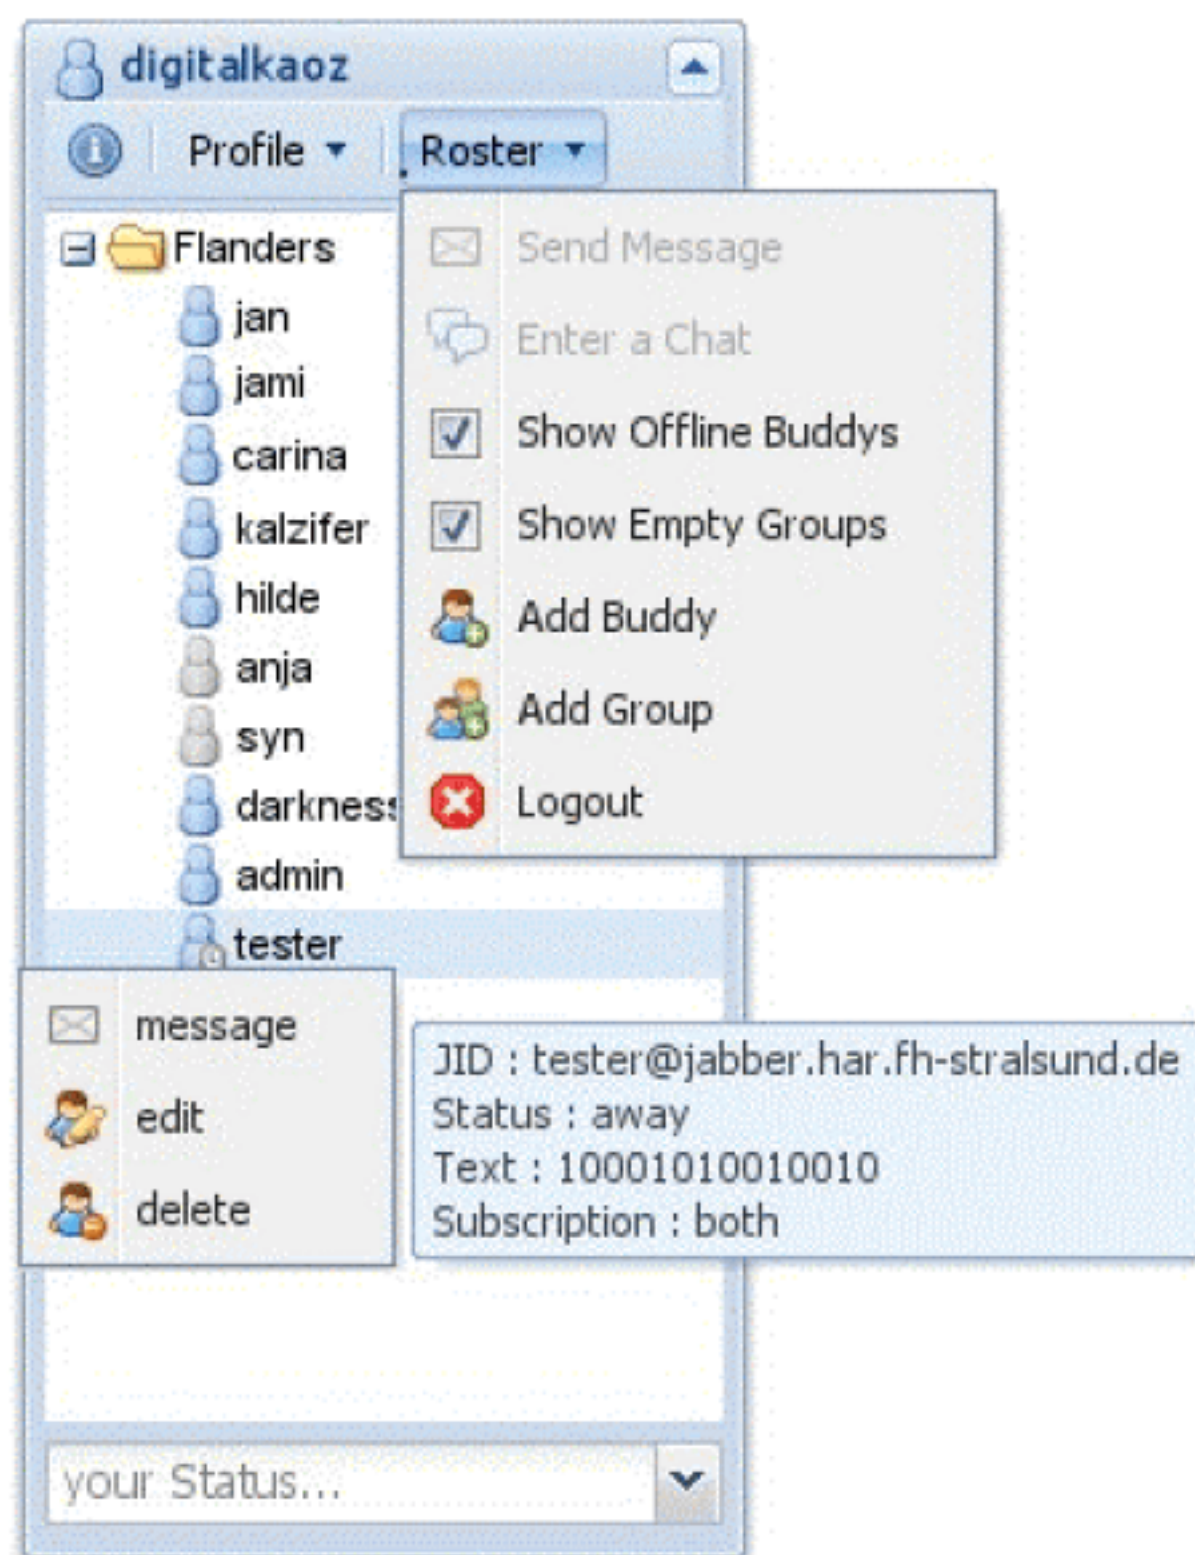 digitalkaoz
Profile
Roster
Flanders
jan
jami
carina
kalzifer
hilde
anja
syn
darkness
admin
tester
Send Message
Enter a Chat
Show Offline Buddys
Show Empty Groups
Add Buddy
Add Group
Logout
message
edit
delete
JID : tester@jabber.har.fh-stralsund.de
Status : away
Text : 10001010010010
Subscription : both
your Status...